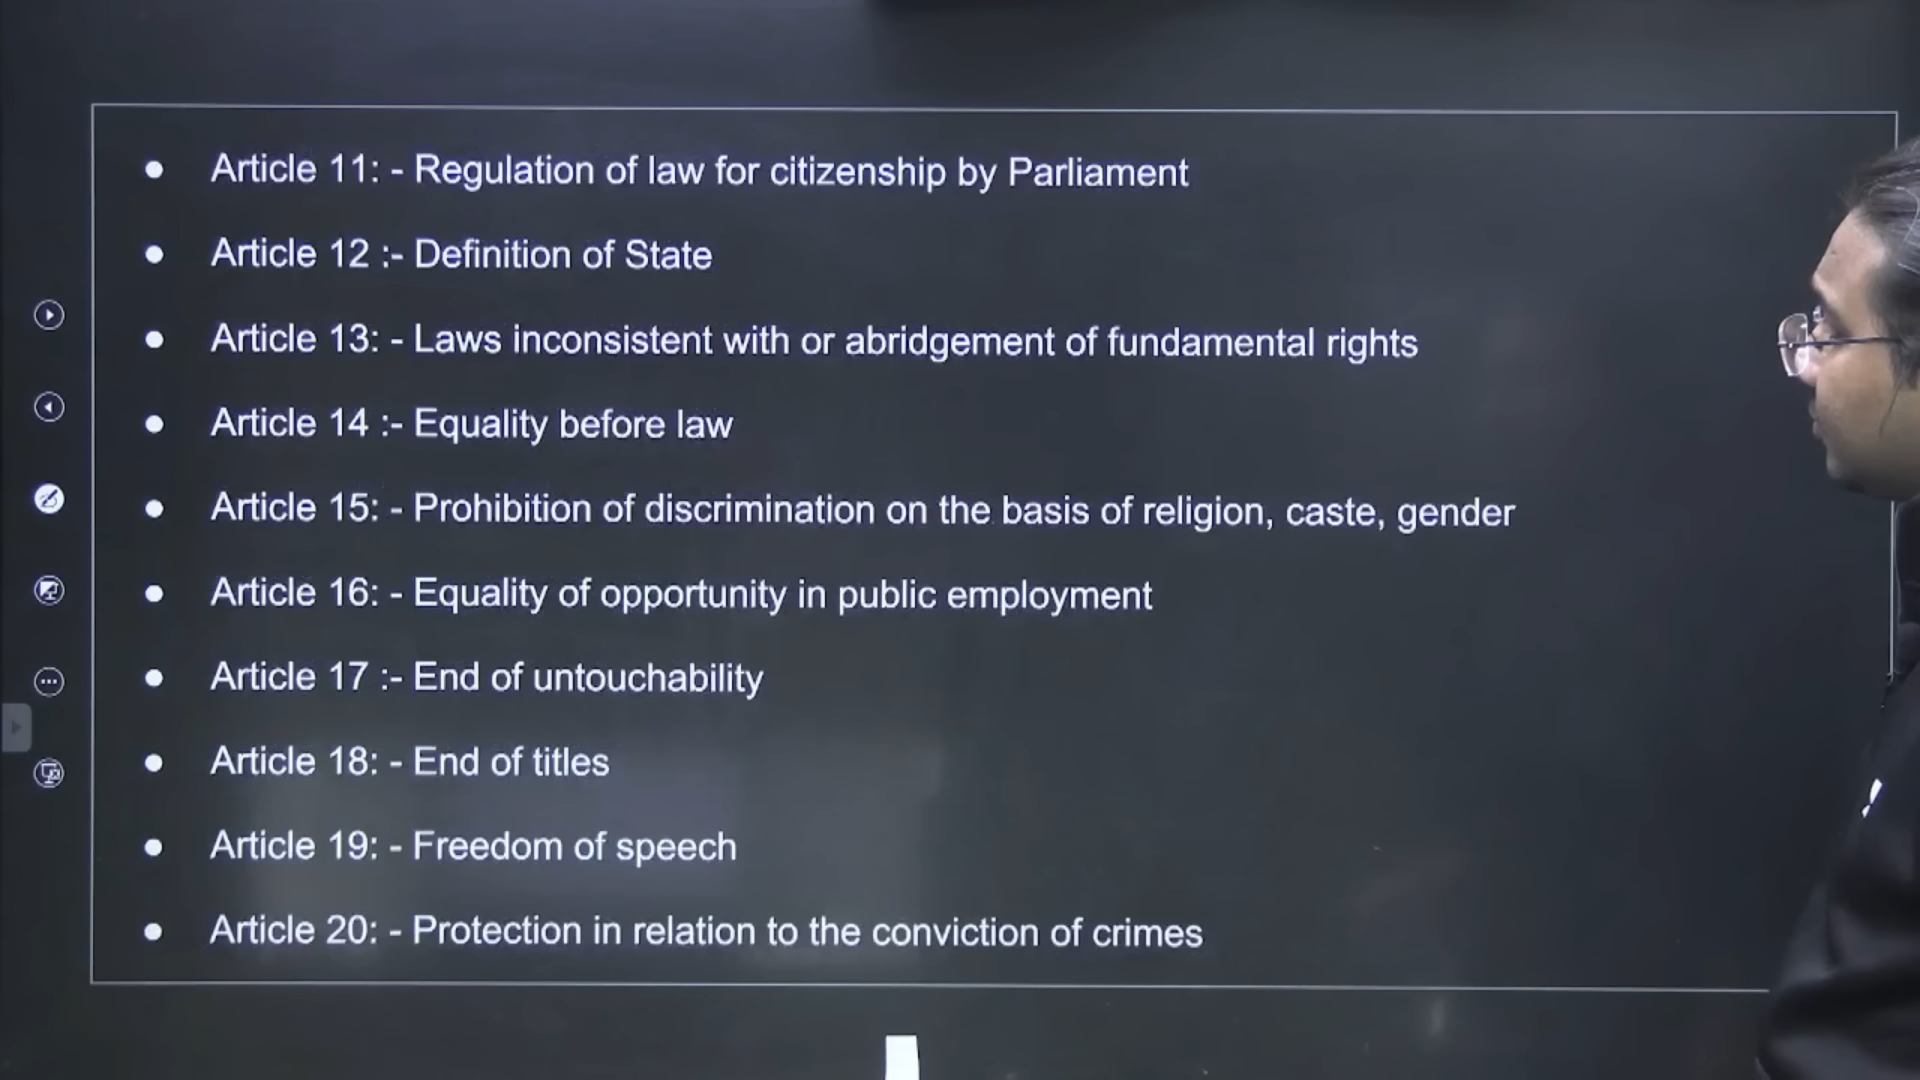 ● Article 11: - Regulation of law for citizenship by Parliament
● Article 12 :- Definition of State
● Article 13: - Laws inconsistent with or abridgement of fundamental rights
● Article 14 :- Equality before law
● Article 15: - Prohibition of discrimination on the basis of religion, caste, gender
● Article 16: - Equality of opportunity in public employment
● Article 17 :- End of untouchability
● Article 18: - End of titles
● Article 19: - Freedom of speech
● Article 20: - Protection in relation to the conviction of crimes